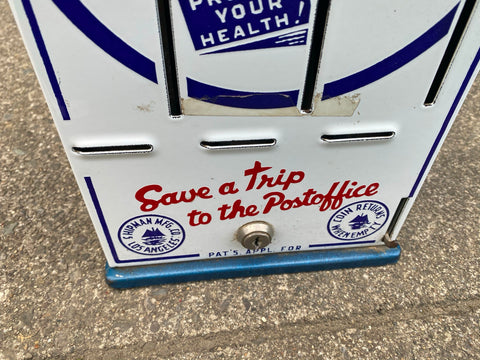 PROTECT
YOUR
HEALTH!
Save a Trip
to the Postoffice
SHIPMAN MFG. CO.
LOS ANGELES
COIN RETURNS
WHEN EMPTY
PAT'S APPL. FOR